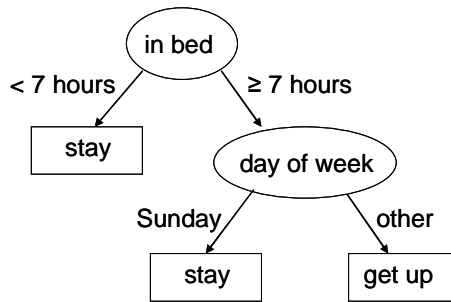 in bed
< 7 hours
≥ 7 hours
stay
day of week
Sunday
other
stay
get up